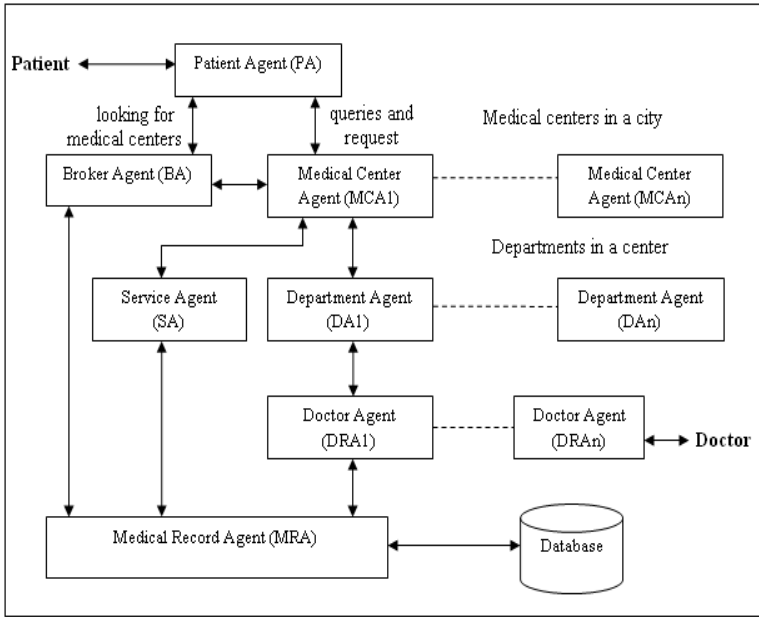 Patient
Patient Agent (PA)
looking for
medical centers
queries and
request
Medical centers in a city
Broker Agent (BA)
Medical Center
Agent (MCA1)
Medical Center
Agent (MCAn)
Departments in a center
Service Agent
(SA)
Department Agent
(DA1)
Department Agent
(DAn)
Doctor Agent
(DRA1)
Doctor Agent
(DRAn)
Doctor
Medical Record Agent (MRA)
Database